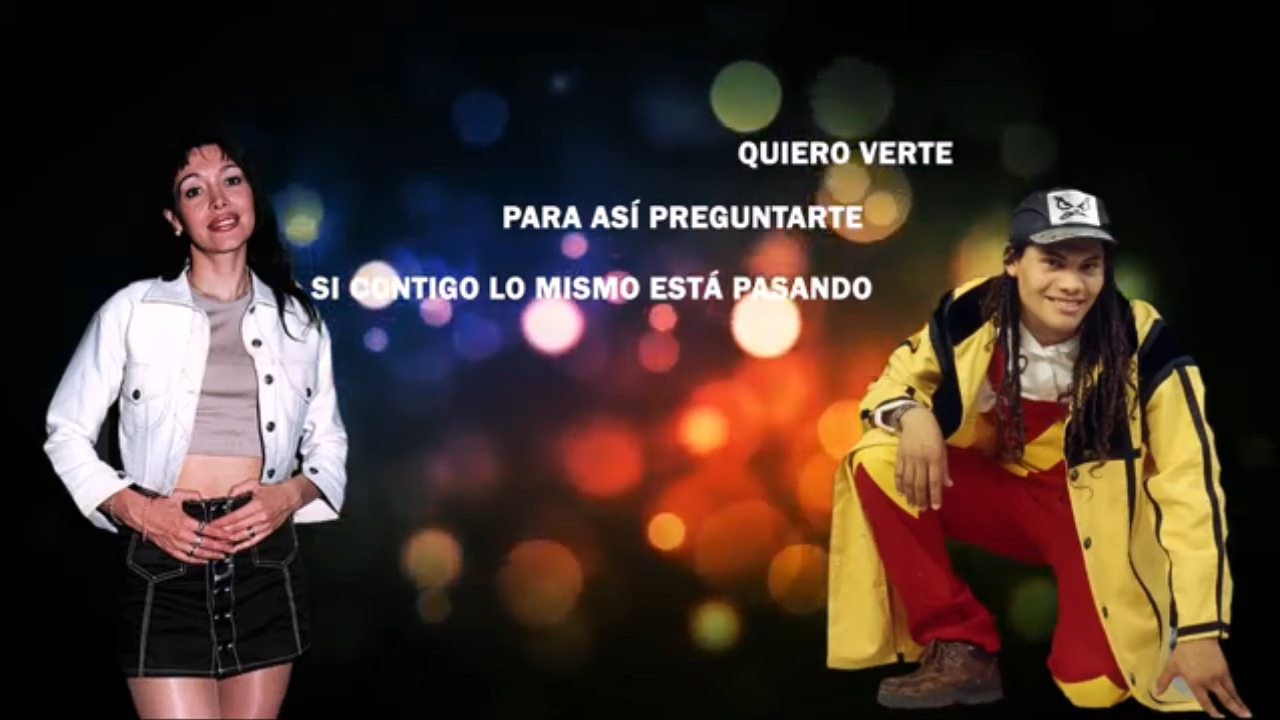 QUIERO VERTE
PARA ASÍ PREGUNTARTE
SI CONTIGO LO MISMO ESTÁ PASANDO